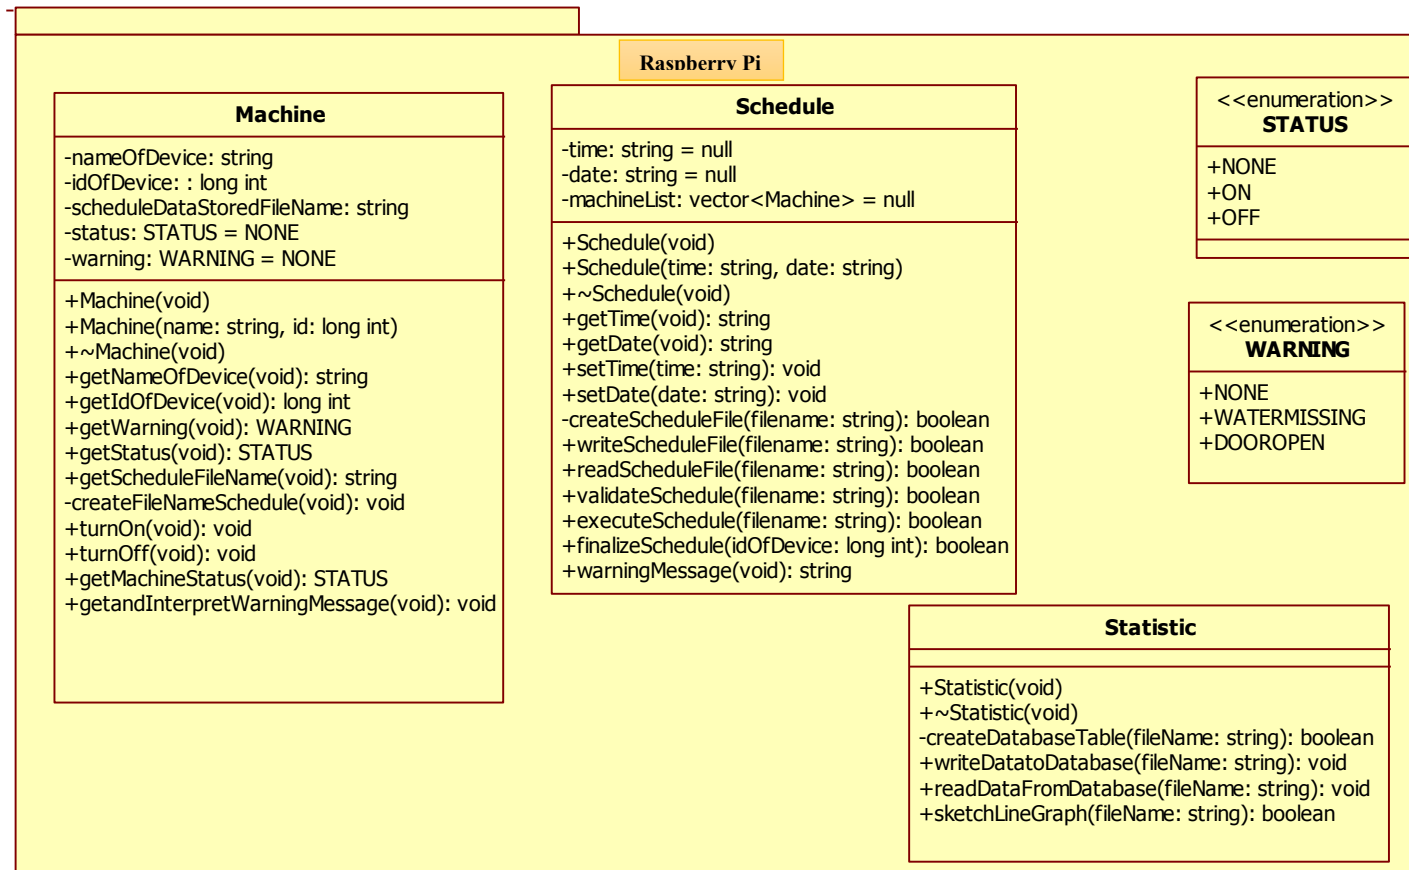 Raspberry Pi
Machine
-nameOfDevice: string
-idOfDevice: : long int
-scheduleDataStoredFileName: string
-status: STATUS = NONE
-warning: WARNING = NONE
+Machine(void)
+Machine(name: string, id: long int)
+~Machine(void)
+getNameOfDevice(void): string
+getIdOfDevice(void): long int
+getWarning(void): WARNING
+getStatus(void): STATUS
+getScheduleFileName(void): string
-createFileNameSchedule(void): void
+turnOn(void): void
+turnOff(void): void
+getMachineStatus(void): STATUS
+getandInterpretWarningMessage(void): void
Schedule
-time: string = null
-date: string = null
-machineList: vector<Machine> = null
+Schedule(void)
+Schedule(time: string, date: string)
+~Schedule(void)
+getTime(void): string
+getDate(void): string
+setTime(time: string): void
+setDate(date: string): void
-createScheduleFile(filename: string): boolean
+writeScheduleFile(filename: string): boolean
+readScheduleFile(filename: string): boolean
+validateSchedule(filename: string): boolean
+executeSchedule(filename: string): boolean
+finalizeSchedule(idOfDevice: long int): boolean
+warningMessage(void): string
<<enumeration>>
STATUS
+NONE
+ON
+OFF
<<enumeration>>
WARNING
+NONE
+WATERMISSING
+DOOROPEN
Statistic
+Statistic(void)
+~Statistic(void)
-createDatabaseTable(fileName: string): boolean
+writeDatatoDatabase(fileName: string): void
+readDataFromDatabase(fileName: string): void
+sketchLineGraph(fileName: string): boolean